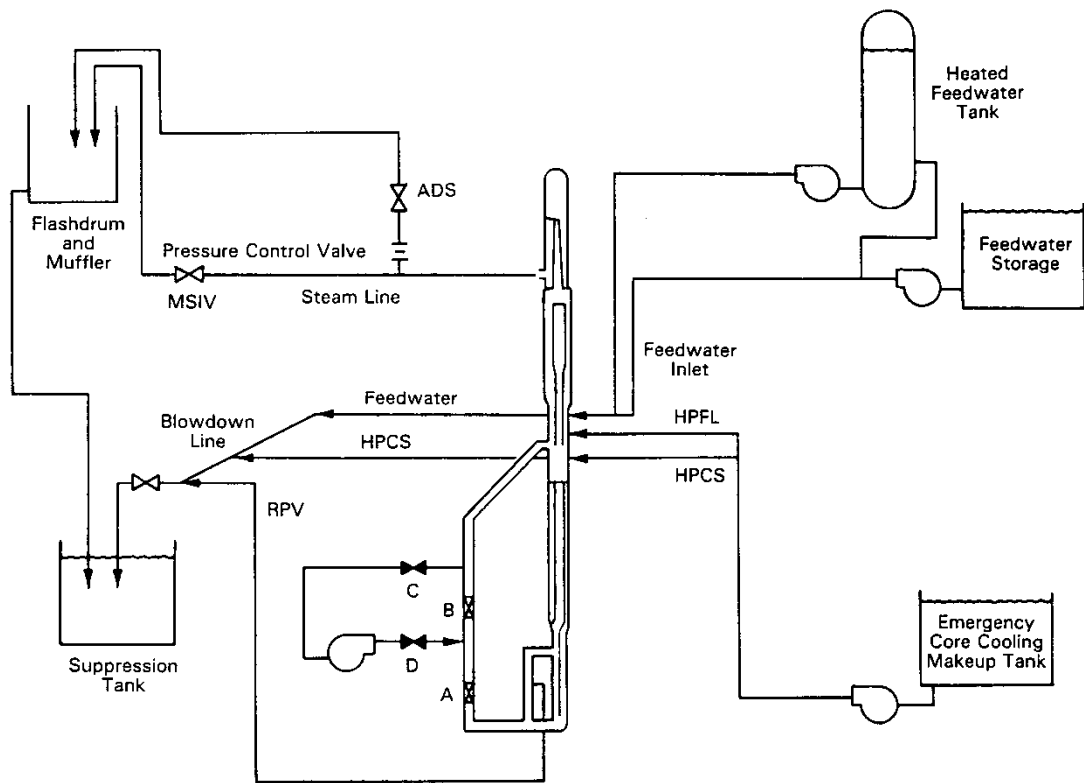 Heated
Feedwater
Tank
ADS
Flashdrum
and
Muffler
Pressure Control Valve
MSIV
Steam Line
Feedwater
Storage
Feedwater
Inlet
Feedwater
Blowdown
Line
HPCS
HPFL
HPCS
RPV
C
B
D
A
Suppression
Tank
Emergency
Core Cooling
Makeup Tank